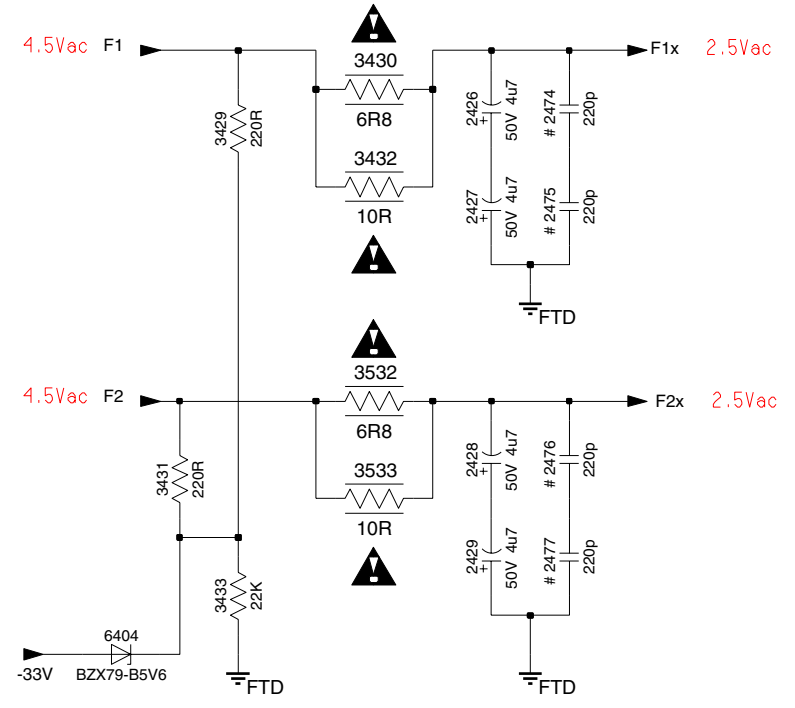 4.5Vac F1
F1x 2.5Vac
3430
6R8
3432
10R
3429
220R
2426
50V 4u7
+
# 2474
220p
2427
50V 4u7
+
# 2475
220p
FTD
4.5Vac F2
F2x 2.5Vac
3532
6R8
3533
10R
3431
220R
2428
50V 4u7
+
# 2476
220p
2429
50V 4u7
+
# 2477
220p
3433
22K
6404
-33V
BZX79-B5V6
FTD
FTD